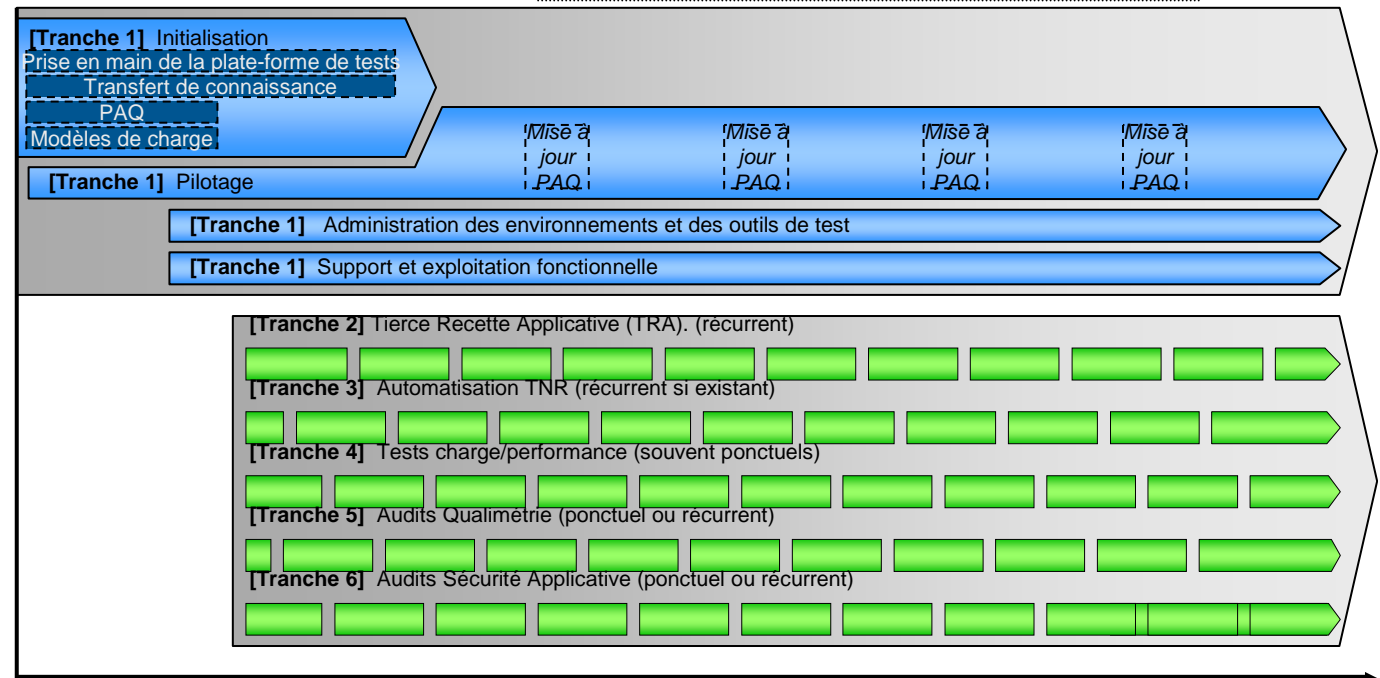 [Tranche 1] Initialisation
Prise en main de la plate-forme de tests
Transfert de connaissance
PAQ
Modèles de charge
Mise à
jour
PAQ
Mise à
jour
PAQ
Mise à
jour
PAQ
Mise à
jour
PAQ
[Tranche 1] Pilotage
[Tranche 1] Administration des environnements et des outils de test
[Tranche 1] Support et exploitation fonctionnelle
[Tranche 2] Tierce Recette Applicative (TRA). (récurrent)
[Tranche 3] Automatisation TNR (récurrent si existant)
[Tranche 4] Tests charge/performance (souvent ponctuels)
[Tranche 5] Audits Qualimétrie (ponctuel ou récurrent)
[Tranche 6] Audits Sécurité Applicative (ponctuel ou récurrent)